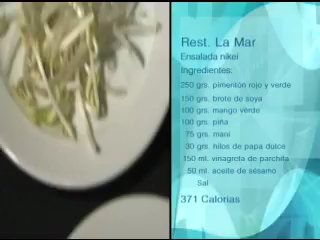 Rest. La Mar
Ensalada nikei
Ingredientes:
250 grs. pimentón rojo y verde
150 grs. brote de soya
100 grs. mango verde
100 grs. piña
75 grs. maní
30 grs. hilos de papa dulce
150 ml. vinagreta de parchita
50 ml. aceite de sésamo
Sal
371 Calorias